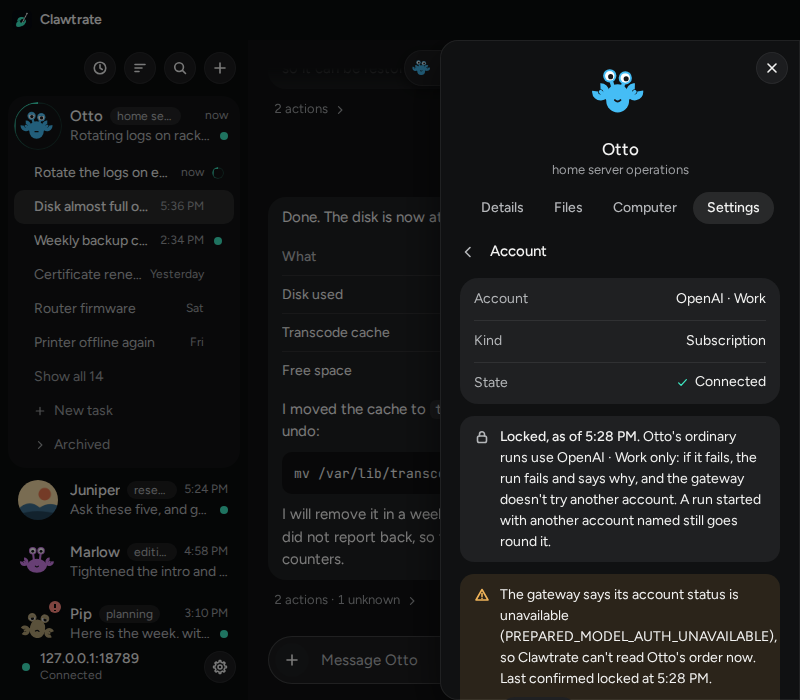 Clawtrate
Otto home se... now
Rotating logs on rack...
Rotate the logs on e... now
Disk almost full o... 5:36 PM
Weekly backup c... 2:34 PM
Certificate rene... Yesterday
Router firmware Sat
Printer offline again Fri
Show all 14
+ New task
Archived
Juniper rese... 5:24 PM
Ask these five, and g...
Marlow editi... 4:58 PM
Tightened the intro and ...
Pip planning 3:10 PM
Here is the week. wit...
127.0.0.1:18789
Connected
2 actions
Done. The disk is now at
What
Disk used
Transcode cache
Free space
I moved the cache to
undo:
mv /var/lib/transc
I will remove it in a week
did not report back, so
counters.
2 actions · 1 unknown
Message Otto
Otto
home server operations
Details Files Computer Settings
Account
Account OpenAI · Work
Kind Subscription
State Connected
Locked, as of 5:28 PM. Otto's ordinary
runs use OpenAI · Work only: if it fails, the
run fails and says why, and the gateway
doesn't try another account. A run started
with another account named still goes
round it.
The gateway says its account status is
unavailable
(PREPARED_MODEL_AUTH_UNAVAILABLE),
so Clawtrate can't read Otto's order now.
Last confirmed locked at 5:28 PM.